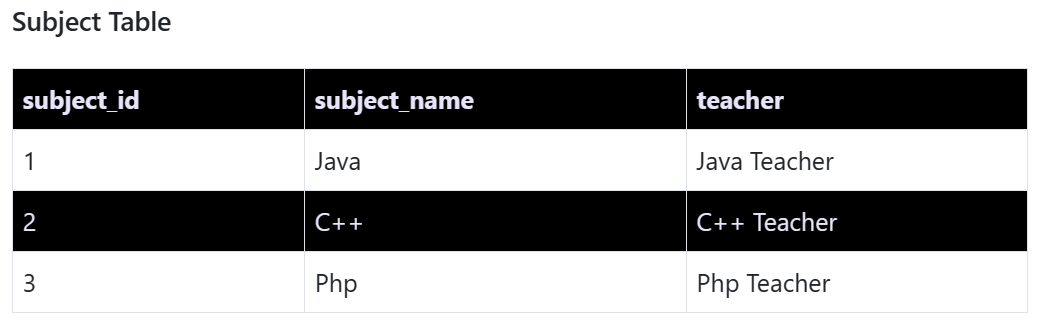 Subject Table
subject_id subject_name teacher
1 Java Java Teacher
2 C++ C++ Teacher
3 Php Php Teacher